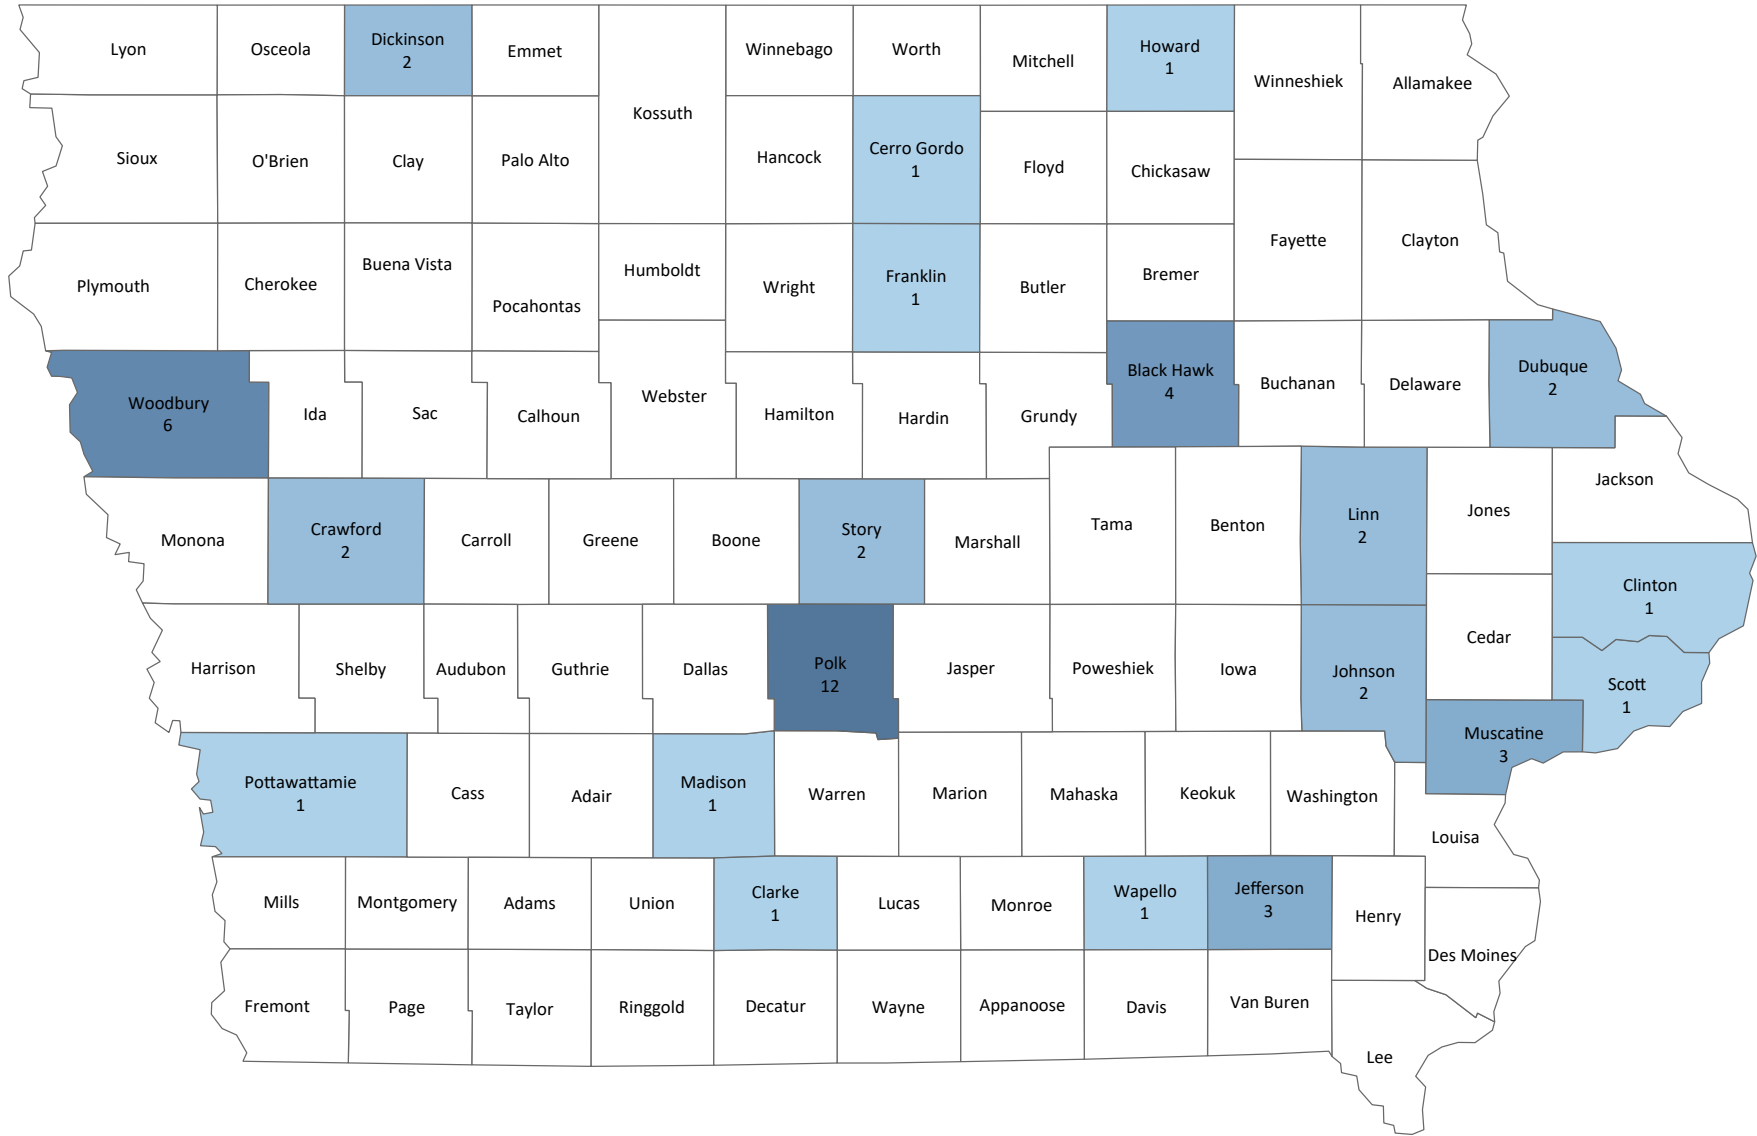 Lyon
Osceola
Dickinson
2
Emmet
Kossuth
Winnebago
Worth
Mitchell
Howard
1
Winneshiek
Allamakee
Sioux
O'Brien
Clay
Palo Alto
Hancock
Cerro Gordo
1
Floyd
Chickasaw
Fayette
Clayton
Plymouth
Cherokee
Buena Vista
Pocahontas
Humboldt
Wright
Franklin
1
Butler
Bremer
Woodbury
6
Ida
Sac
Calhoun
Webster
Hamilton
Hardin
Grundy
Black Hawk
4
Buchanan
Delaware
Dubuque
2
Monona
Crawford
2
Carroll
Greene
Boone
Story
2
Marshall
Tama
Benton
Linn
2
Jones
Jackson
Clinton
1
Harrison
Shelby
Audubon
Guthrie
Dallas
Polk
12
Jasper
Poweshiek
Iowa
Johnson
2
Cedar
Scott
1
Muscatine
3
Pottawattamie
1
Cass
Adair
Madison
1
Warren
Marion
Mahaska
Keokuk
Washington
Louisa
Mills
Montgomery
Adams
Union
Clarke
1
Lucas
Monroe
Wapello
1
Jefferson
3
Henry
Des Moines
Fremont
Page
Taylor
Ringgold
Decatur
Wayne
Appanoose
Davis
Van Buren
Lee